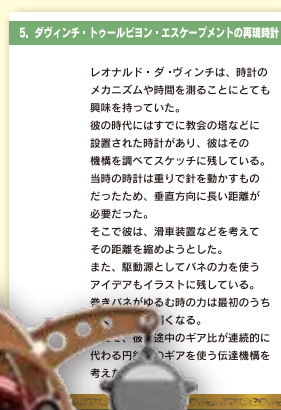 5. ダヴィンチ・トゥールビヨン・エスケープメントの再現時計
レオナルド・ダ・ヴィンチは、時計の
メカニズムや時間を測ることにとても
興味を持っていた。
彼の時代にはすでに教会の塔などに
設置された時計があり、彼はその
機構を調べてスケッチに残している。
当時の時計は重りで針を動かすもの
だったため、垂直方向に長い距離が
必要だった。
そこで彼は、滑車装置などを考えて
その距離を縮めようとした。
また、駆動源としてバネの力を使う
アイデアもイラストに残している。
巻きバネがゆるむ時の力は最初のうち
くなる。
途中のギア比が連続的に
代わる円錐 のギアを使う伝達機構を
考え